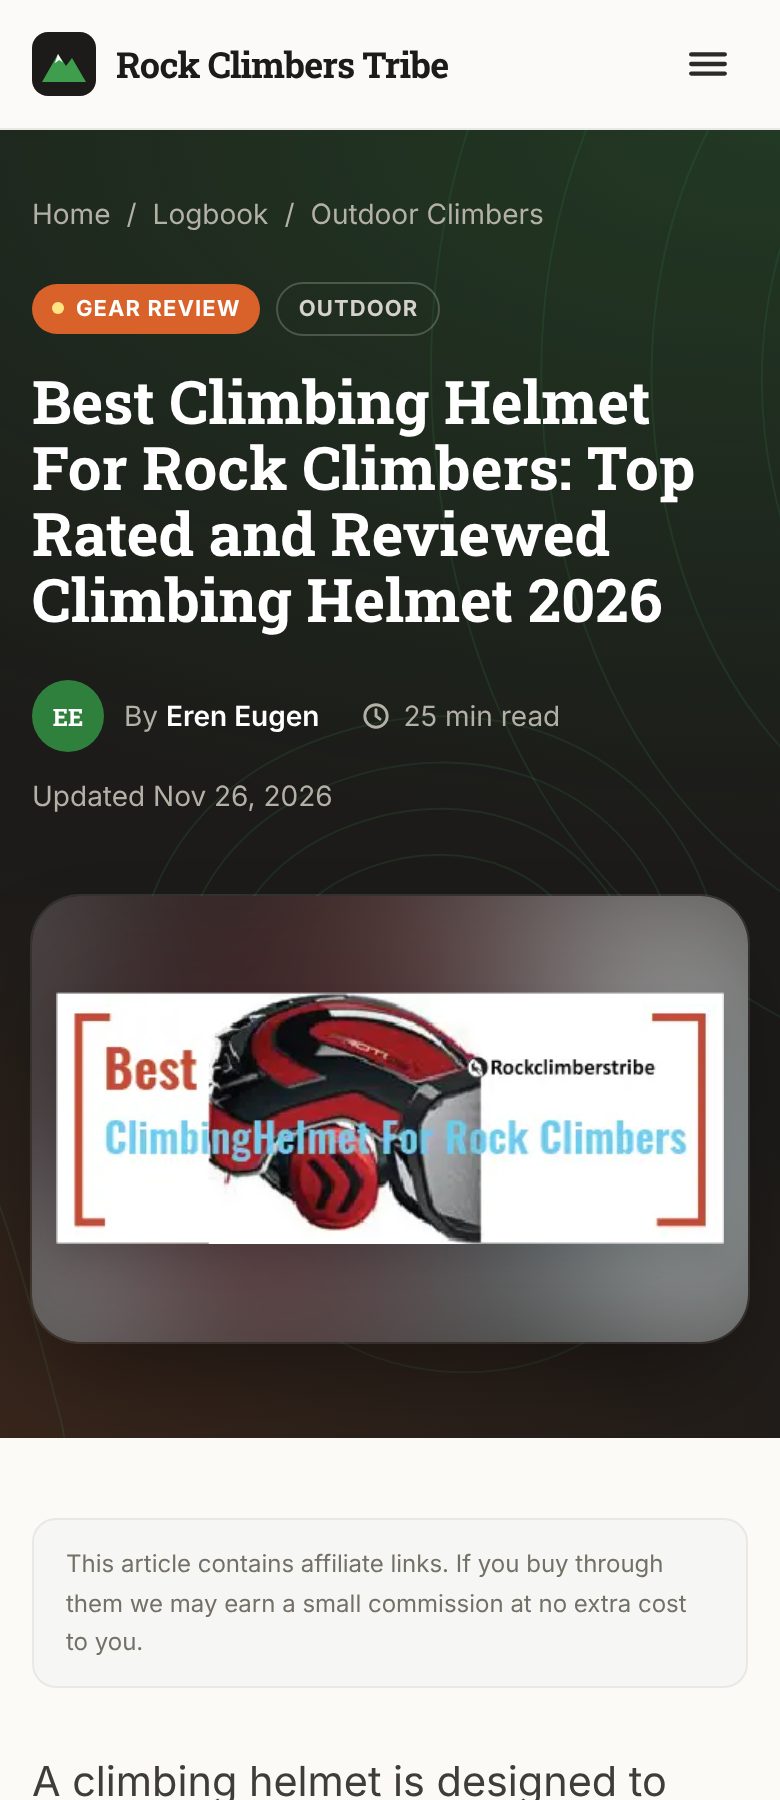 Rock Climbers Tribe
Home / Logbook / Outdoor Climbers
GEAR REVIEW
OUTDOOR
Best Climbing Helmet
For Rock Climbers: Top
Rated and Reviewed
Climbing Helmet 2026
EE
By Eren Eugen
25 min read
Updated Nov 26, 2026
Best
Rockclimberstribe
ClimbingHelmet For Rock Climbers
This article contains affiliate links. If you buy through
them we may earn a small commission at no extra cost
to you.
A climbing helmet is designed to